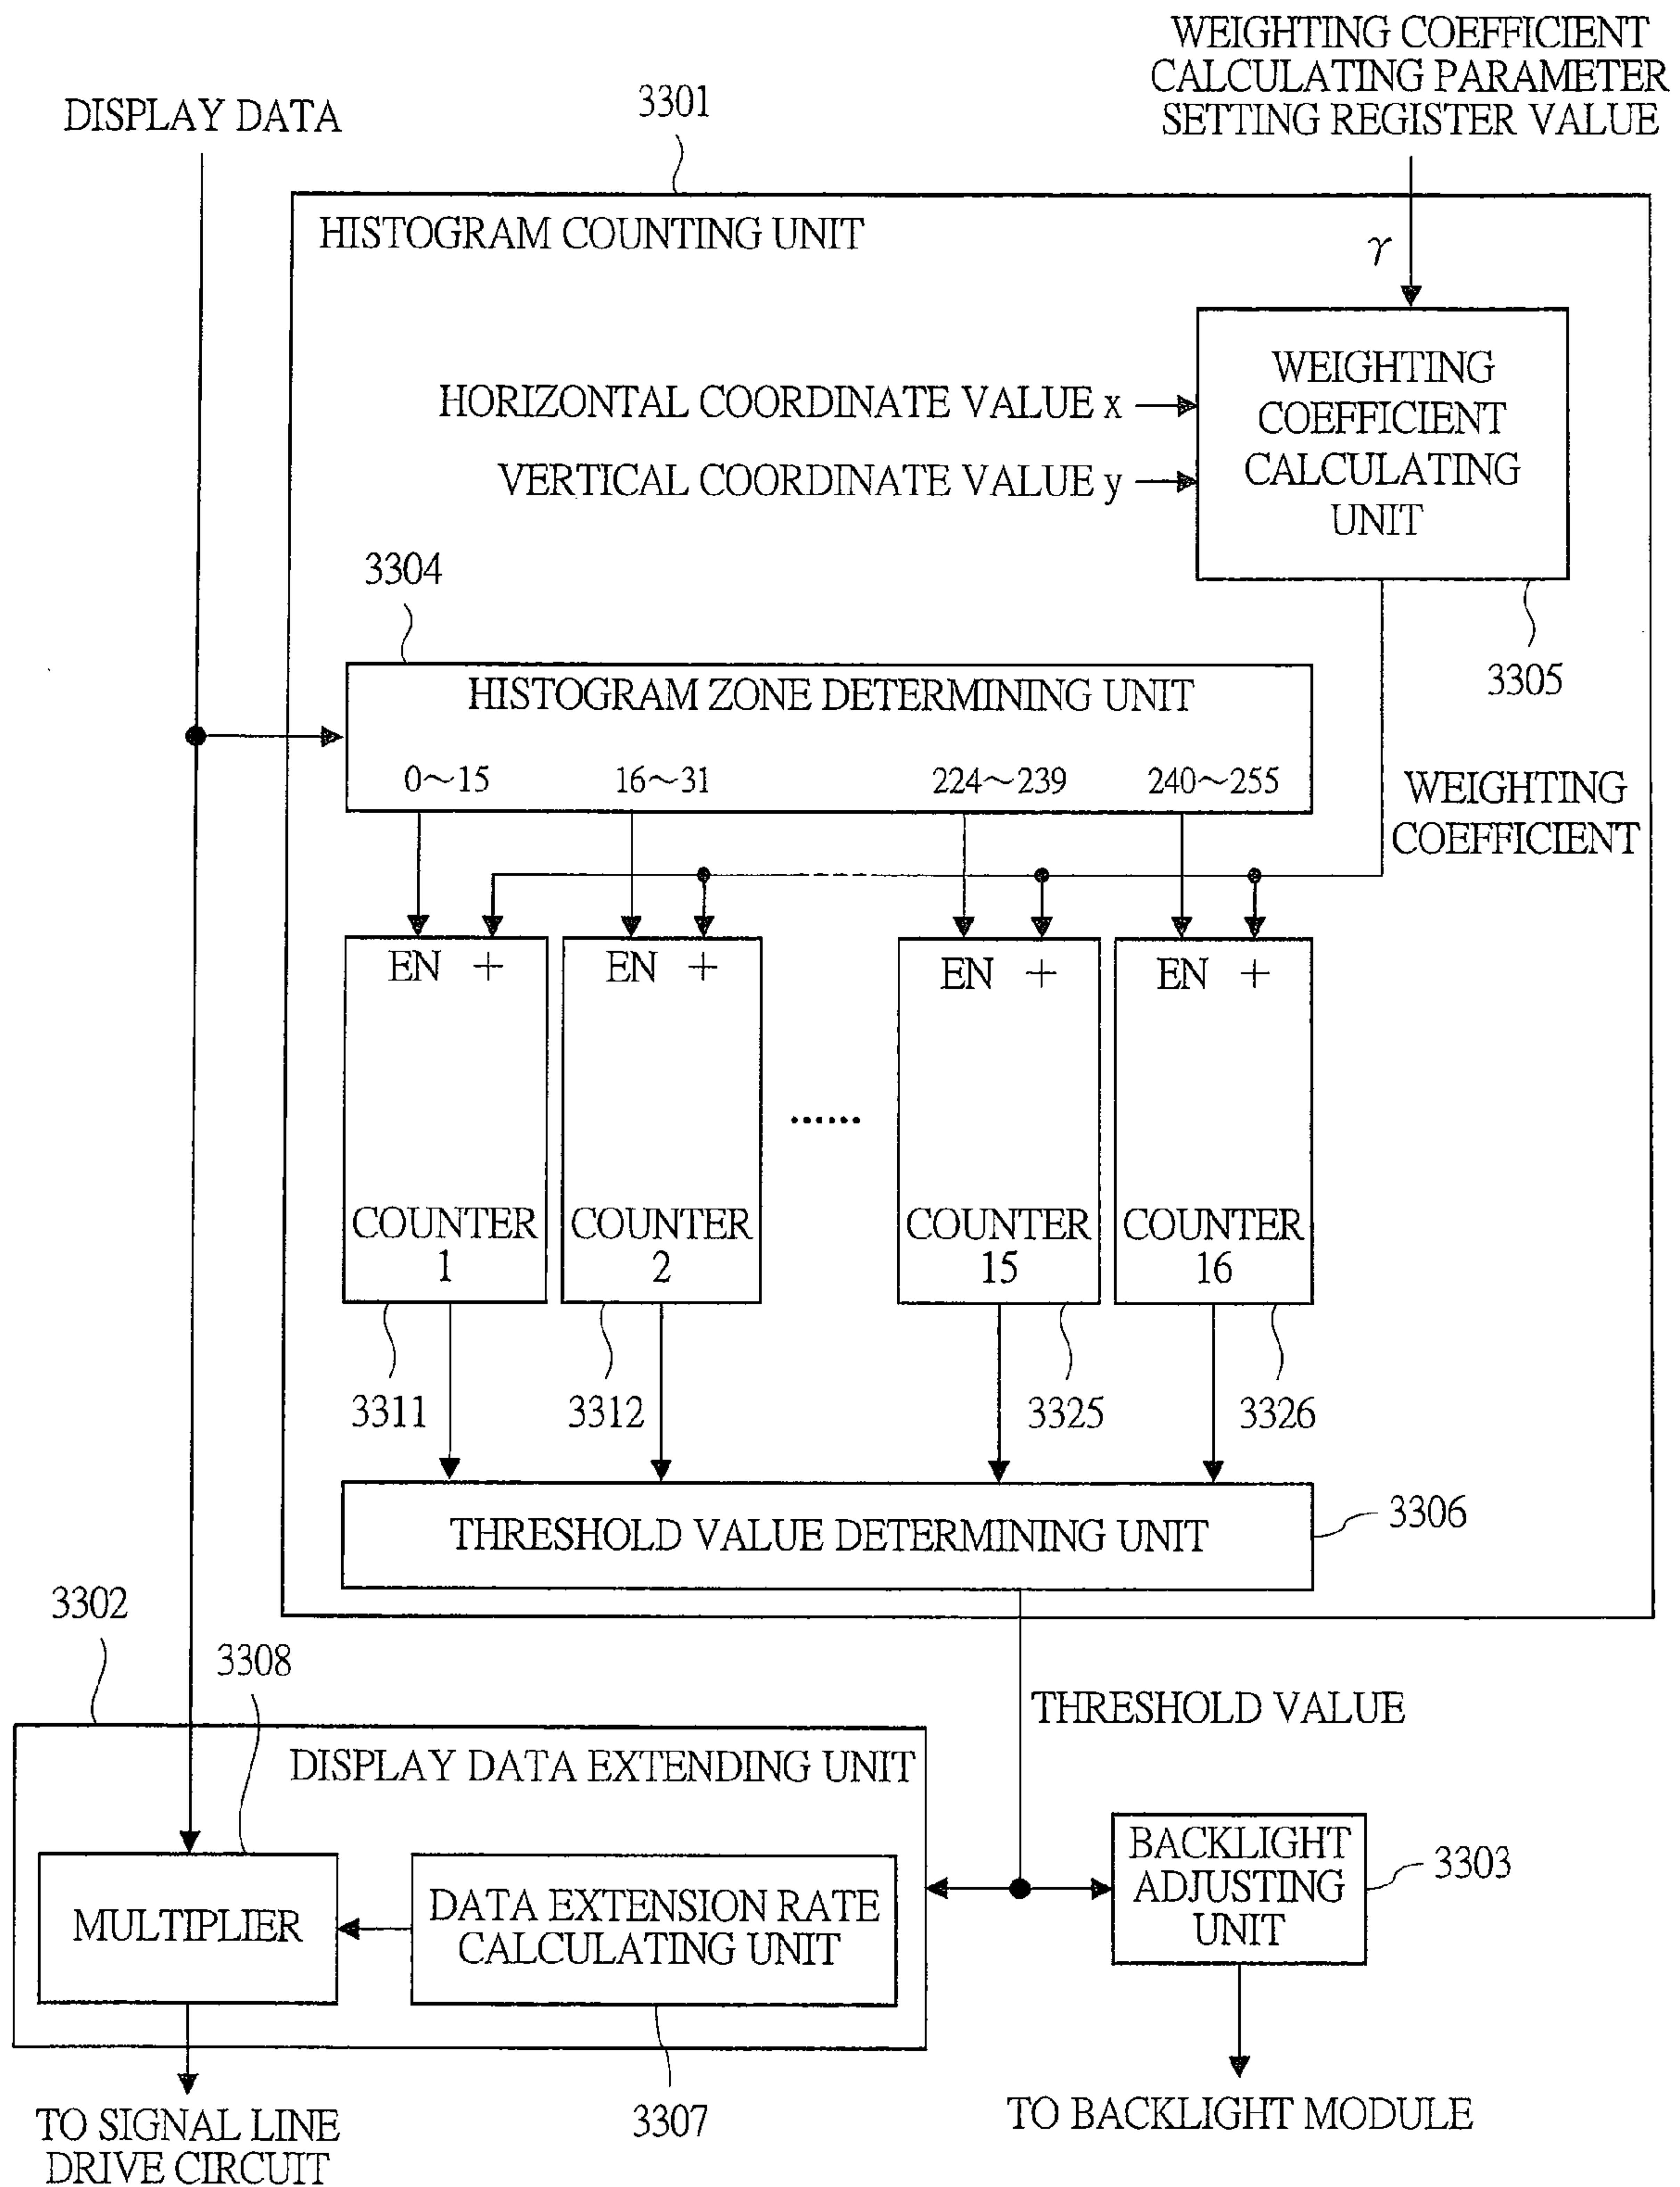 WEIGHTING COEFFICIENT
CALCULATING PARAMETER
SETTING REGISTER VALUE
DISPLAY DATA
3301
HISTOGRAM COUNTING UNIT
γ
WEIGHTING
COEFFICIENT
CALCULATING
UNIT
HORIZONTAL COORDINATE VALUE x
VERTICAL COORDINATE VALUE y
3304
3305
HISTOGRAM ZONE DETERMINING UNIT
0~15 16~31 224~239 240~255
WEIGHTING
COEFFICIENT
EN + EN + EN + EN +
......
COUNTER
1
COUNTER
2
COUNTER
15
COUNTER
16
3311 3312 3325 3326
THRESHOLD VALUE DETERMINING UNIT
3306
3302
3308
THRESHOLD VALUE
DISPLAY DATA EXTENDING UNIT
MULTIPLIER
DATA EXTENSION RATE
CALCULATING UNIT
BACKLIGHT
ADJUSTING
UNIT
3303
3307
TO SIGNAL LINE
DRIVE CIRCUIT
TO BACKLIGHT MODULE